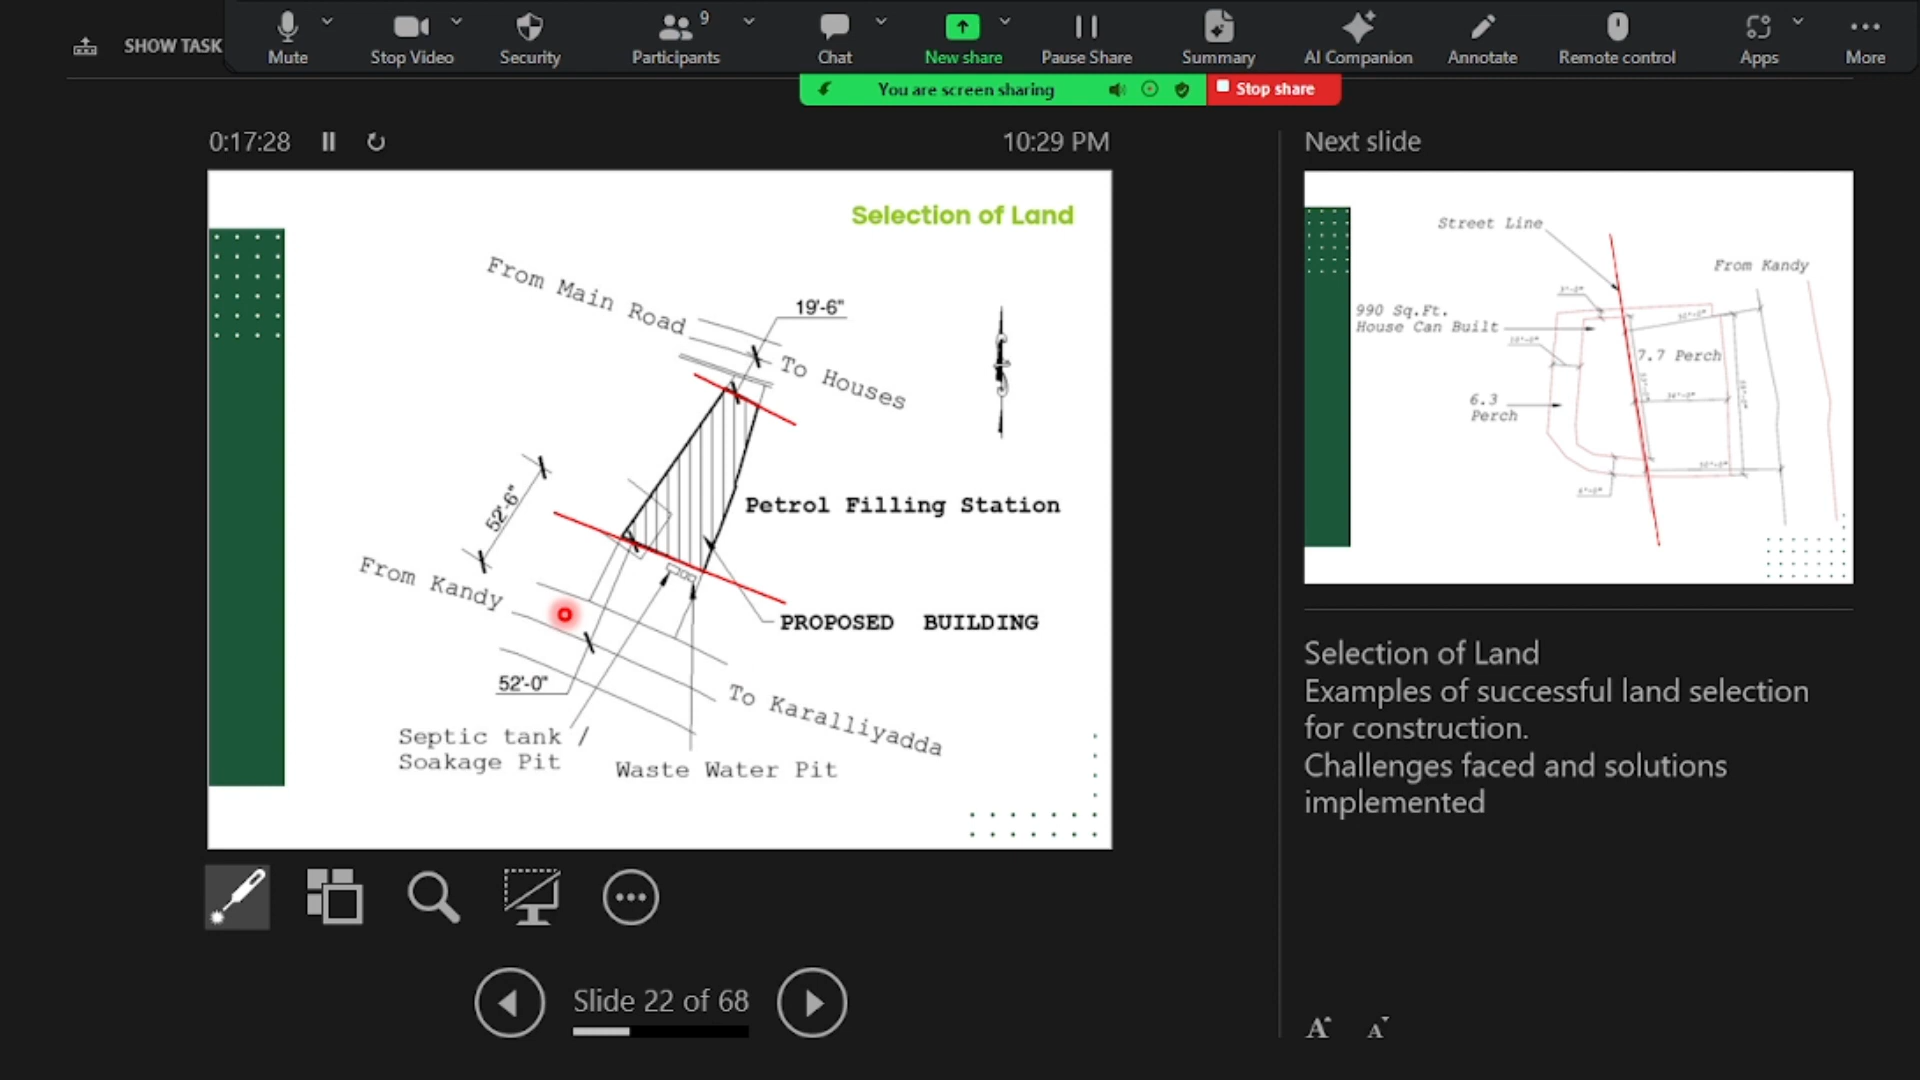 SHOW TASK
Mute
Stop Video
Security
Participants
9
Chat
New share
Pause Share
Summary
AI Companion
Annotate
Remote control
Apps
More
You are screen sharing
Stop share
0:17:28
10:29 PM
Next slide
Selection of Land
From Main Road
19'-6"
To Houses
52'-6"
Petrol Filling Station
From Kandy
PROPOSED BUILDING
52'-0"
To Karalliyadda
Septic tank /
Soakage Pit
Waste Water Pit
Street Line
From Kandy
990 Sq.Ft.
House Can Built
7.7 Perch
6.3
Perch
Selection of Land
Examples of successful land selection
for construction.
Challenges faced and solutions
implemented
Slide 22 of 68
A
A